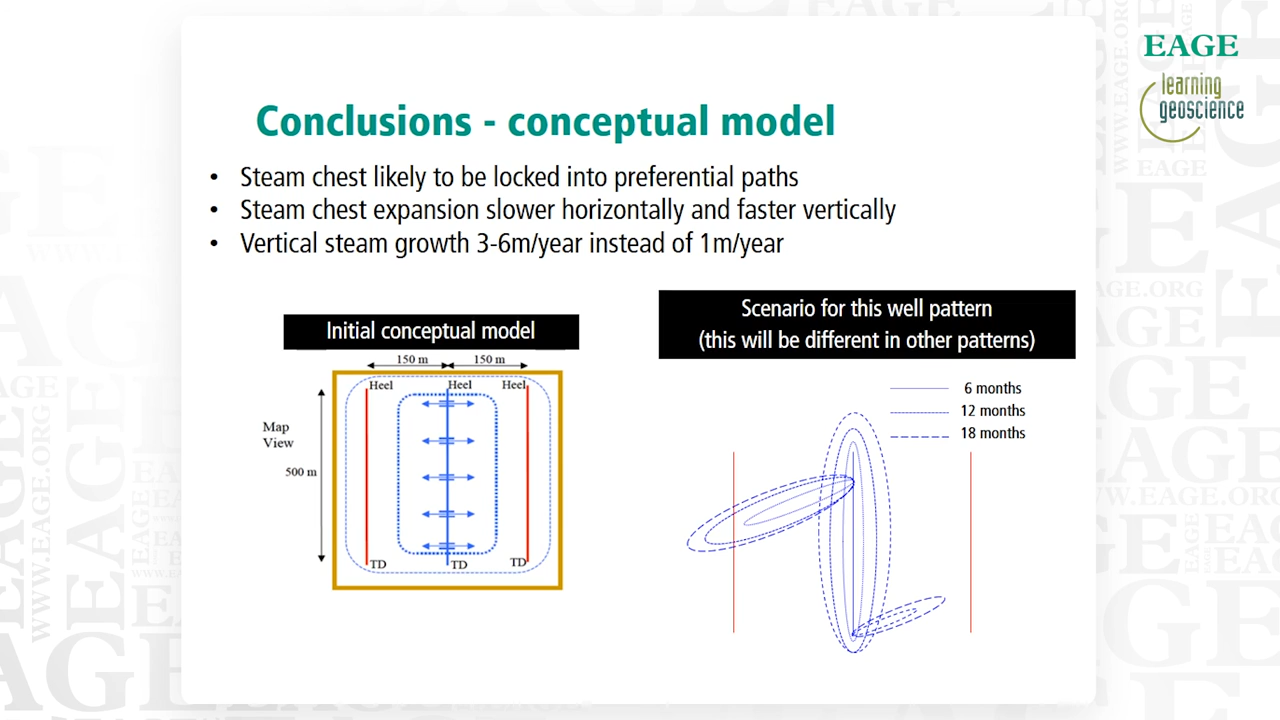 EAGE
learning
geoscience
Conclusions - conceptual model
• Steam chest likely to be locked into preferential paths
• Steam chest expansion slower horizontally and faster vertically
• Vertical steam growth 3-6m/year instead of 1m/year
Initial conceptual model
150 m 150 m
Heel Heel Heel
Map
View
500 m
TD TD TD
Scenario for this well pattern
(this will be different in other patterns)
6 months
12 months
18 months